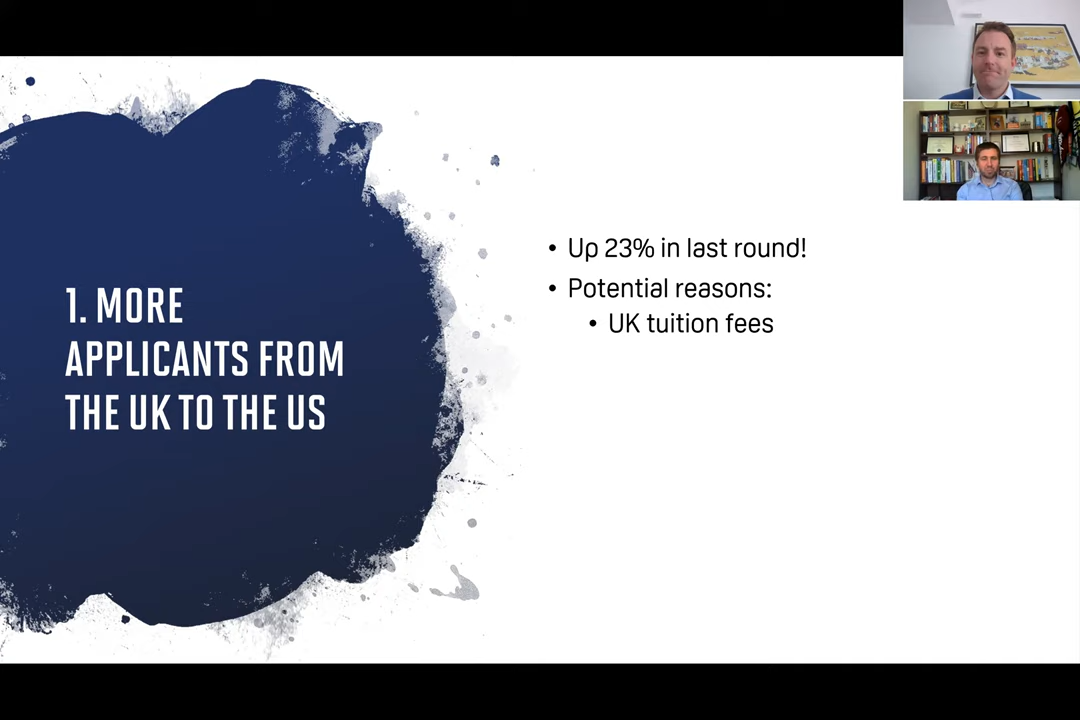 1. MORE
APPLICANTS FROM
THE UK TO THE US
• Up 23% in last round!
• Potential reasons:
• UK tuition fees